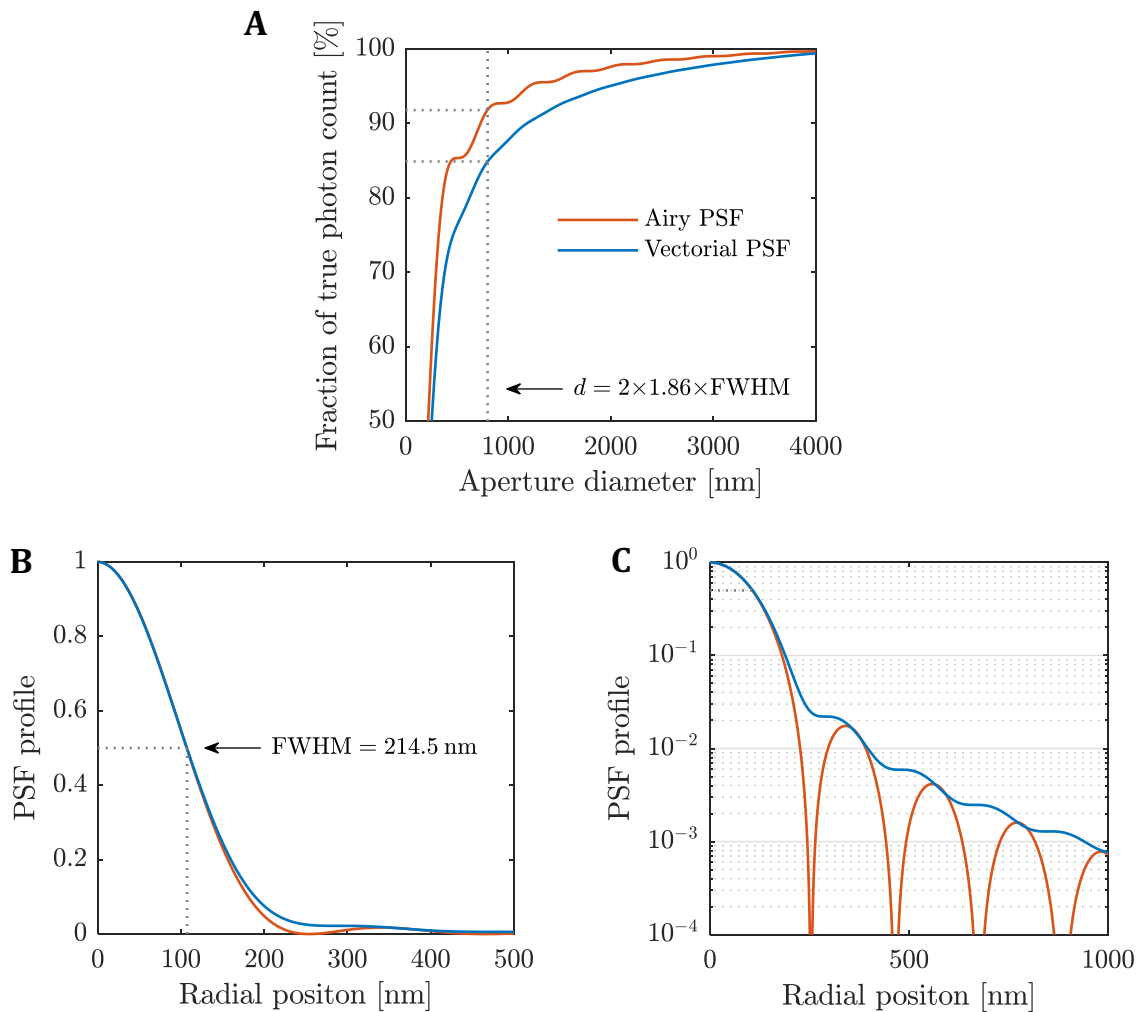 A
Fraction of true photon count [%]
100
90
80
70
60
50
Airy PSF
Vectorial PSF
d = 2×1.86×FWHM
0 1000 2000 3000 4000
Aperture diameter [nm]
B
PSF profile
1
0.8
0.6
0.4
0.2
0
FWHM = 214.5 nm
0 100 200 300 400 500
Radial positon [nm]
C
PSF profile
10⁰
10⁻¹
10⁻²
10⁻³
10⁻⁴
0 500 1000
Radial positon [nm]